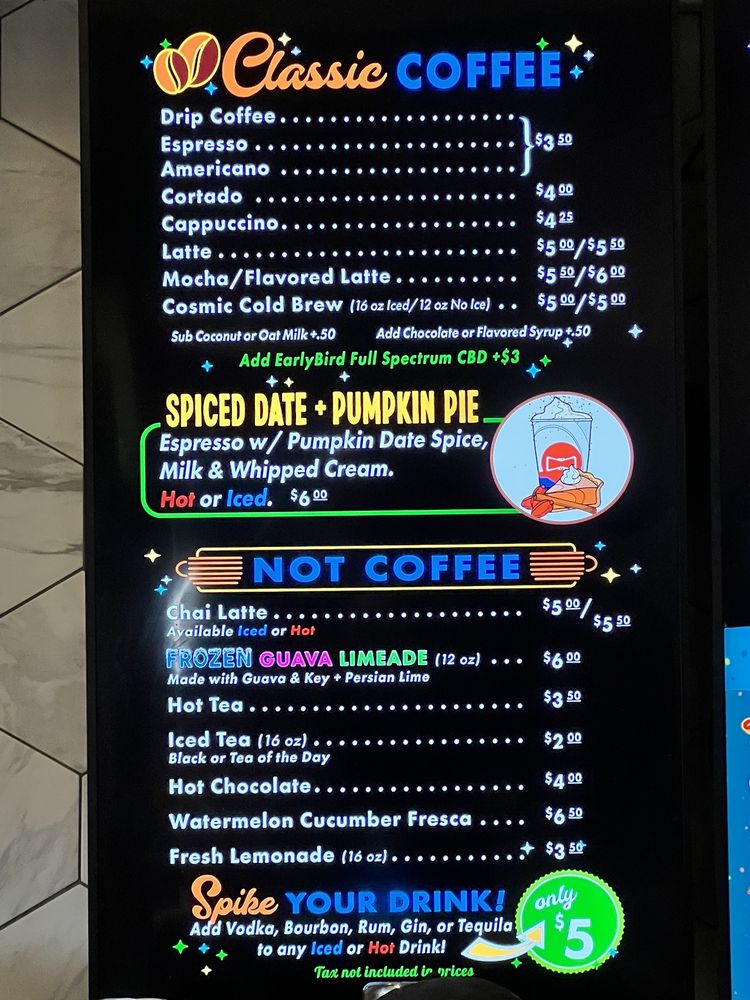 Classic COFFEE
Drip Coffee
Espresso
Americano
$3 50
Cortado $4 00
Cappuccino $4 25
Latte $5 00/$5 50
Mocha/Flavored Latte $5 50/$6 00
Cosmic Cold Brew (16 oz Iced/12 oz No Ice) $5 00/$5 00
Sub Coconut or Oat Milk +.50 Add Chocolate or Flavored Syrup +.50
Add EarlyBird Full Spectrum CBD +$3
SPICED DATE + PUMPKIN PIE
Espresso w/ Pumpkin Date Spice,
Milk & Whipped Cream.
Hot or Iced. $6 00
NOT COFFEE
Chai Latte $5 00/$5 50
Available Iced or Hot
FROZEN GUAVA LIMEADE (12 oz) $6 00
Made with Guava & Key + Persian Lime
Hot Tea $3 50
Iced Tea (16 oz) $2 00
Black or Tea of the Day
Hot Chocolate $4 00
Watermelon Cucumber Fresca $6 50
Fresh Lemonade (16 oz) $3 50
Spike YOUR DRINK!
Add Vodka, Bourbon, Rum, Gin, or Tequila
to any Iced or Hot Drink!
only
$5
Tax not included in prices